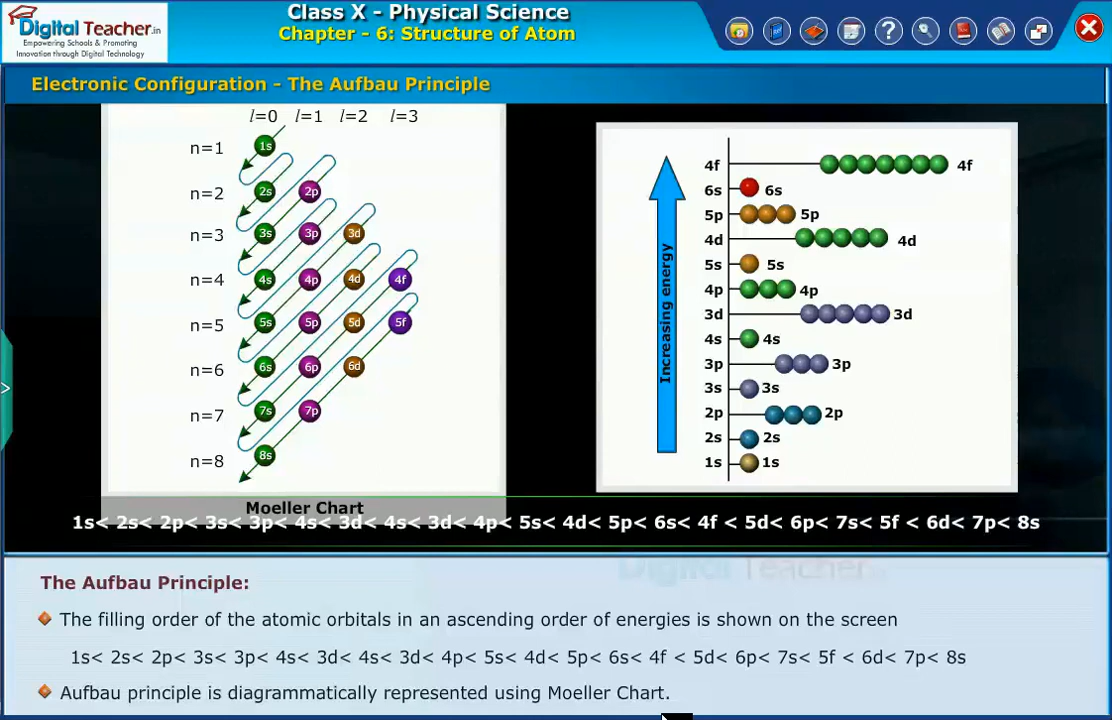 Digital Teacher.in
Empowering Schools & Promoting
Innovation through Digital Technology
Class X - Physical Science
Chapter - 6: Structure of Atom
Electronic Configuration - The Aufbau Principle
l=0 l=1 l=2 l=3
n=1 1s
n=2 2s 2p
n=3 3s 3p 3d
n=4 4s 4p 4d 4f
n=5 5s 5p 5d 5f
n=6 6s 6p 6d
n=7 7s 7p
n=8 8s
Moeller Chart
Increasing energy
4f 4f
6s 6s
5p 5p
4d 4d
5s 5s
4p 4p
3d 3d
4s 4s
3p 3p
3s 3s
2p 2p
2s 2s
1s 1s
1s< 2s< 2p< 3s< 3p< 4s< 3d< 4s< 3d< 4p< 5s< 4d< 5p< 6s< 4f < 5d< 6p< 7s< 5f < 6d< 7p< 8s
Digital Teacher.in
The Aufbau Principle:
The filling order of the atomic orbitals in an ascending order of energies is shown on the screen
1s< 2s< 2p< 3s< 3p< 4s< 3d< 4s< 3d< 4p< 5s< 4d< 5p< 6s< 4f < 5d< 6p< 7s< 5f < 6d< 7p< 8s
Aufbau principle is diagrammatically represented using Moeller Chart.